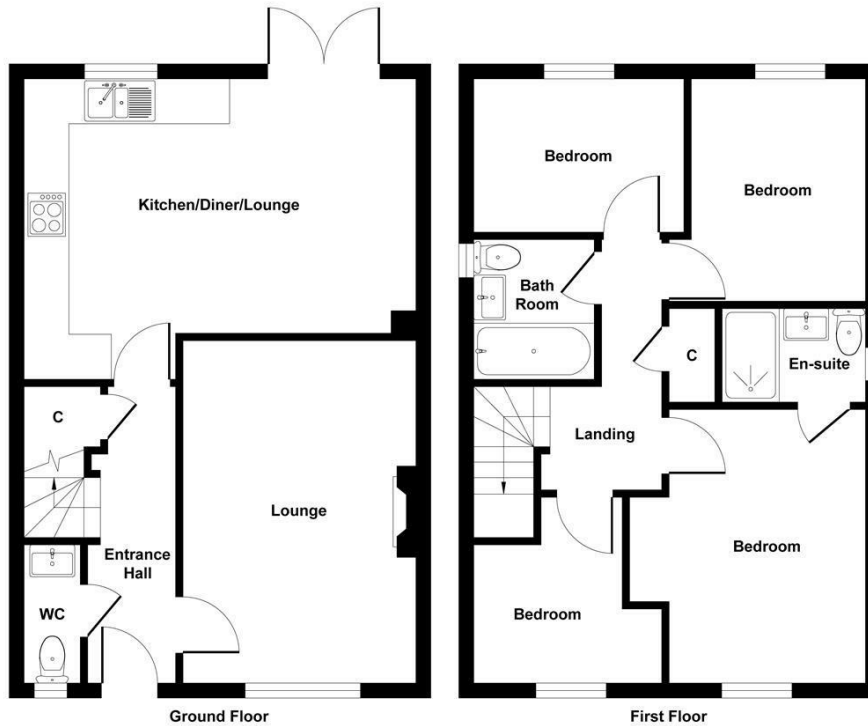 Kitchen/Diner/Lounge
C
Lounge
Entrance
Hall
WC
Ground Floor
Bedroom
Bedroom
Bath
Room
C
En-suite
Landing
Bedroom
Bedroom
First Floor